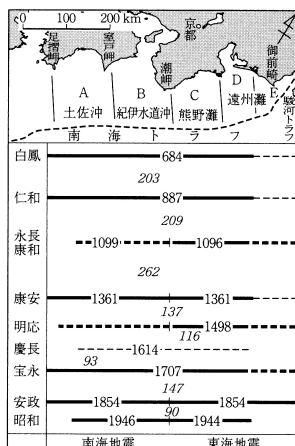 0 100 200 km
京都
足摺岬
室戸岬
潮岬
御前崎
A B C D E
土佐沖 紀伊水道沖 熊野灘 遠州灘
南海トラフ
駿河トラフ
白鳳 684
203
仁和 887
209
永長
康和 1099 1096
262
康安 1361 1361
137
明応 1498
116
慶長 1614
93
宝永 1707
147
安政 1854 1854
90
昭和 1946 1944
南海地震 東海地震